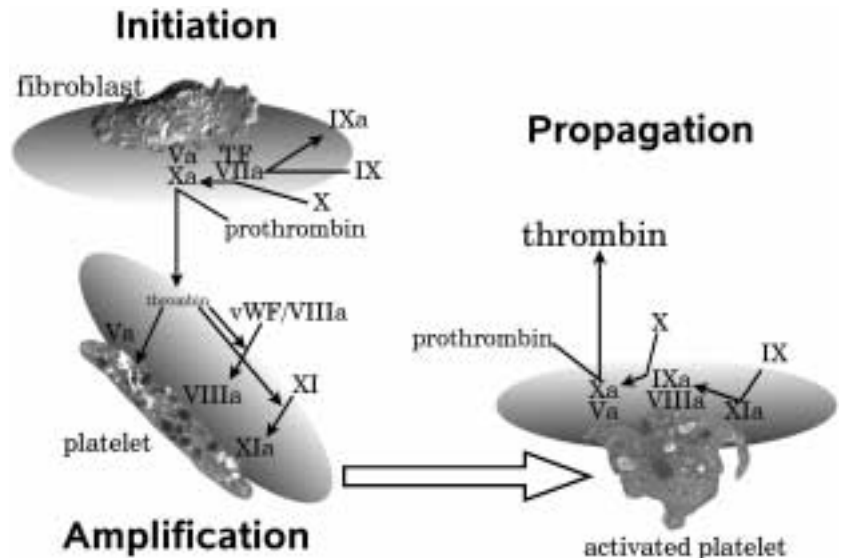 Initiation
fibroblast
IXa
Va TF
Xa VIIa
IX
X
prothrombin
thrombin
vWF/VIIIa
Va
VIIIa
XI
XIa
platelet
Amplification
Propagation
thrombin
prothrombin
X
IX
Xa IXa
Va VIIIa
XIa
activated platelet